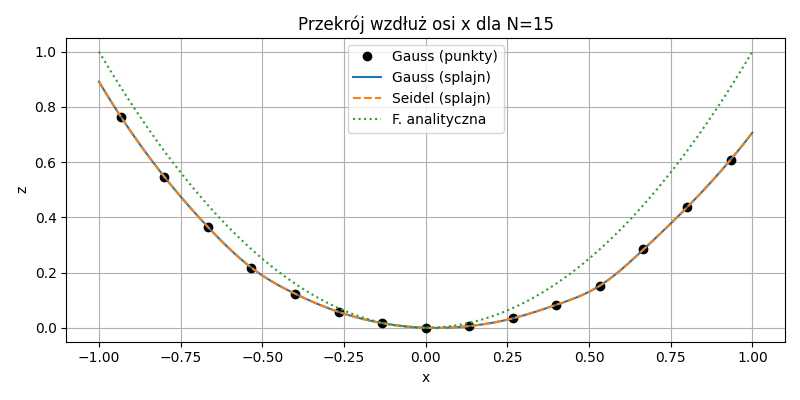 Przekrój wzdłuż osi x dla N=15
Gauss (punkty)
Gauss (splajn)
Seidel (splajn)
F. analityczna
1.0
0.8
0.6
0.4
0.2
0.0
z
−1.00 −0.75 −0.50 −0.25 0.00 0.25 0.50 0.75 1.00
x